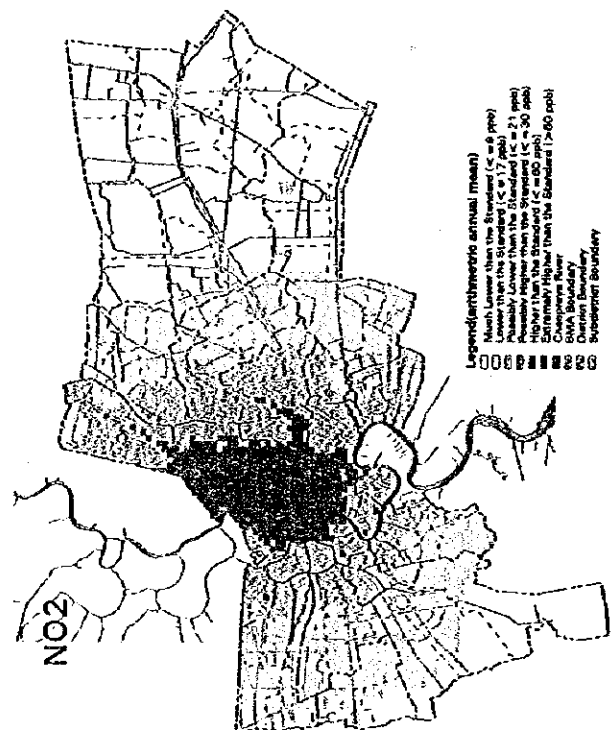 NO2
Legend(arithmetric annual mean)
Much Lower than the Standard (< = 9 ppb)
Lower than the Standard (< = 17 ppb)
Possibly Lower than the Standard (< = 21 ppb)
Possibly Higher than the Standard (< = 30 ppb)
Higher than the Standard (< = 60 ppb)
Extremely Higher than the Standard (>60 ppb)
Chaophraya River
BMA Boundary
District Boundary
Subdistrict Boundary